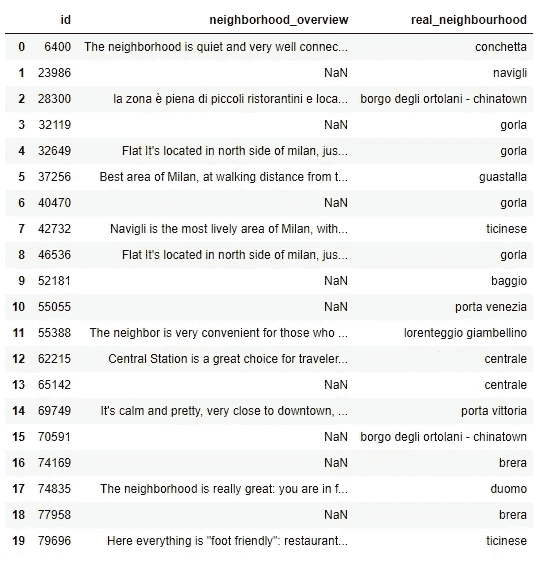 id neighborhood_overview real_neighbourhood
0 6400 The neighborhood is quiet and very well connec... conchetta
1 23986 NaN navigli
2 28300 la zona è piena di piccoli ristorantini e loca... borgo degli ortolani - chinatown
3 32119 NaN gorla
4 32649 Flat It's located in north side of milan, jus... gorla
5 37256 Best area of Milan, at walking distance from t... guastalla
6 40470 NaN gorla
7 42732 Navigli is the most lively area of Milan, with... ticinese
8 46536 Flat It's located in north side of milan, jus... gorla
9 52181 NaN baggio
10 55055 NaN porta venezia
11 55388 The neighbor is very convenient for those who ... lorenteggio giambellino
12 62215 Central Station is a great choice for traveler... centrale
13 65142 NaN centrale
14 69749 It's calm and pretty, very close to downtown, ... porta vittoria
15 70591 NaN borgo degli ortolani - chinatown
16 74169 NaN brera
17 74835 The neighborhood is really great: you are in f... duomo
18 77958 NaN brera
19 79696 Here everything is "foot friendly": restaurant... ticinese